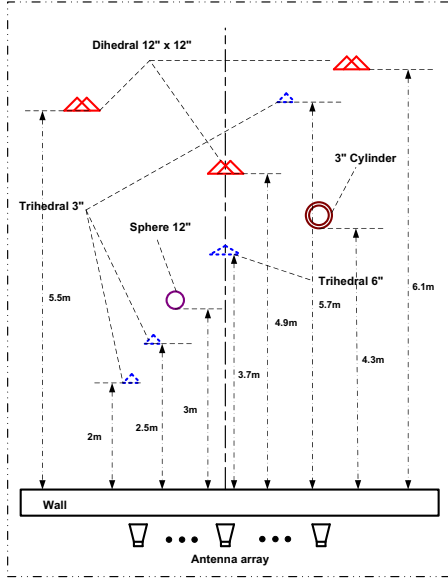 Dihedral 12" x 12"
3" Cylinder
Trihedral 3"
Sphere 12"
Trihedral 6"
5.5m
5.7m
6.1m
4.9m
4.3m
3.7m
3m
2.5m
2m
Wall
Antenna array